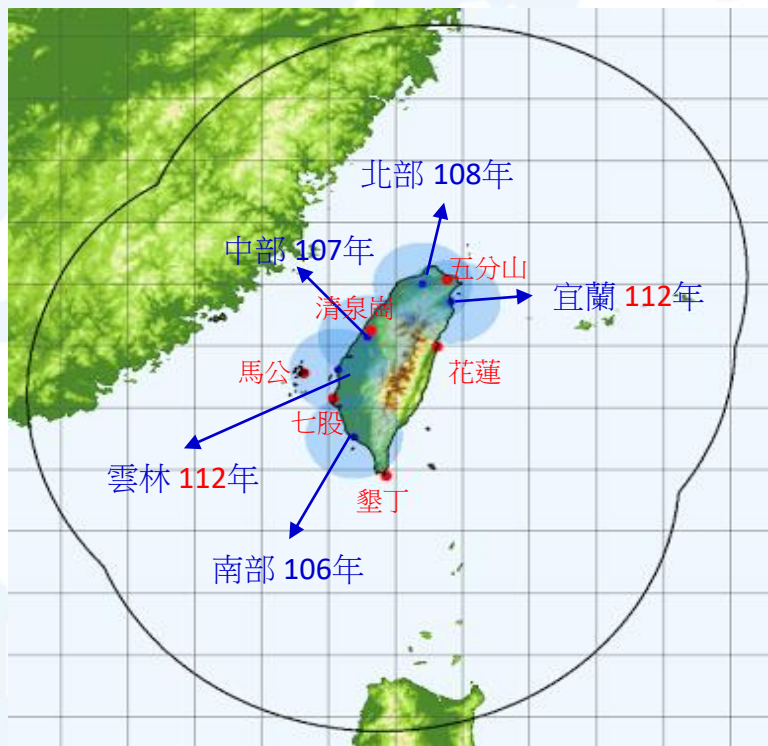 北部 108年
中部 107年
五分山
宜蘭 112年
清泉崗
馬公
花蓮
七股
雲林 112年
墾丁
南部 106年